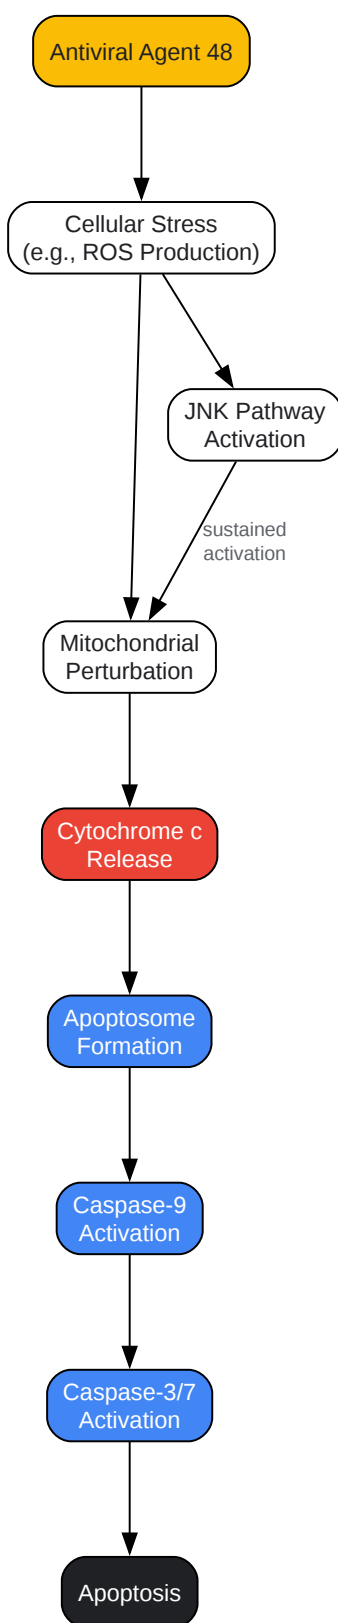 Antiviral Agent 48
Cellular Stress
(e.g., ROS Production)
JNK Pathway
Activation
sustained
activation
Mitochondrial
Perturbation
Cytochrome c
Release
Apoptosome
Formation
Caspase-9
Activation
Caspase-3/7
Activation
Apoptosis